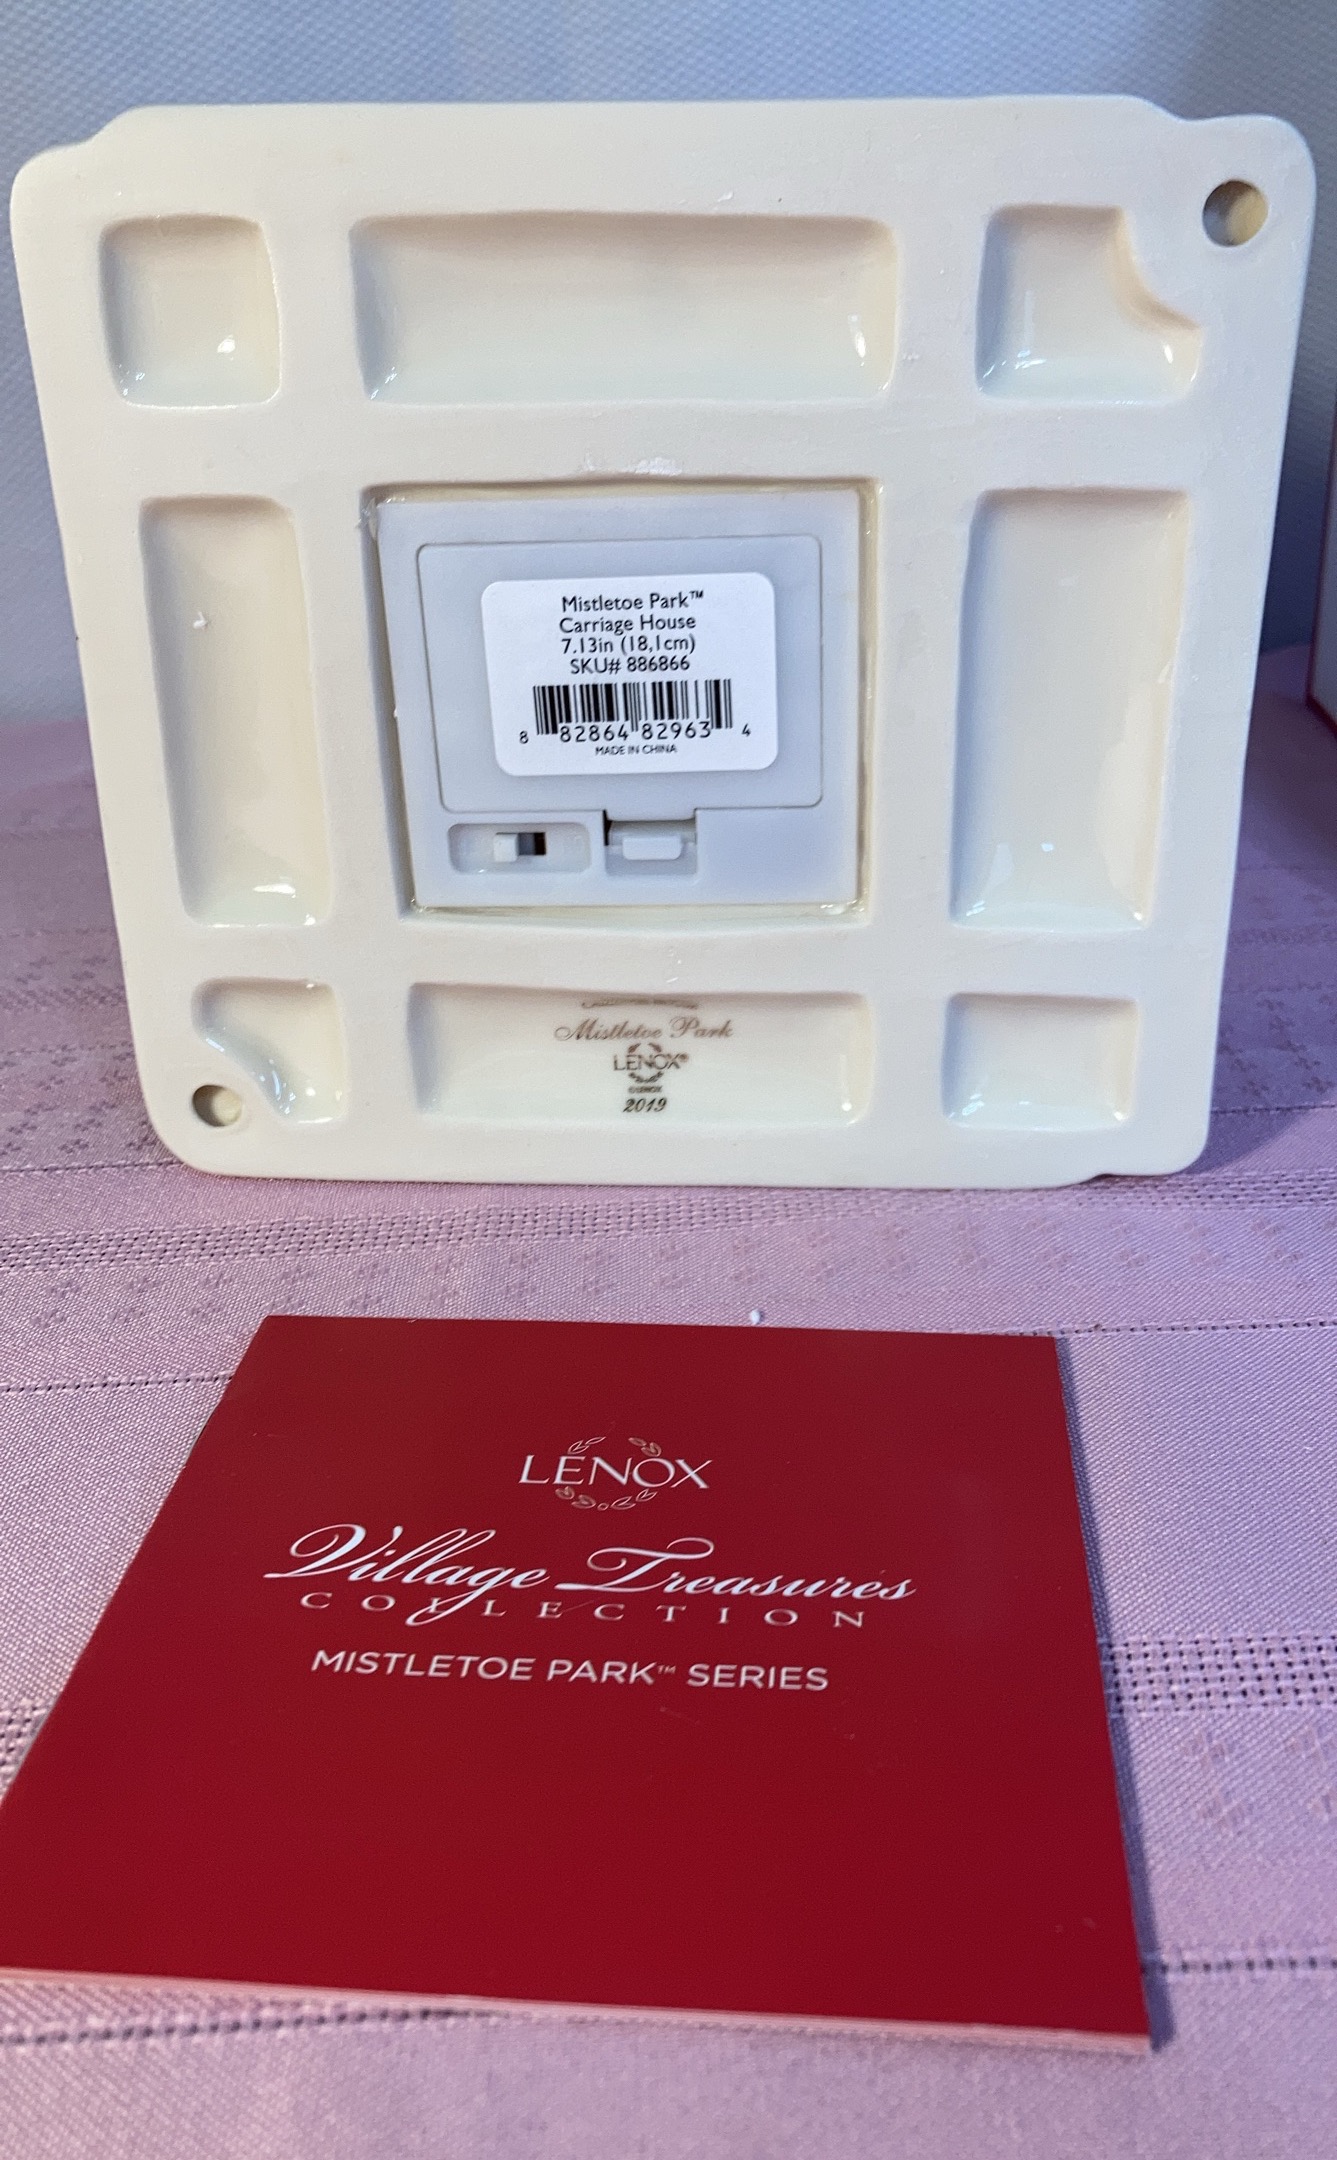 Mistletoe Park™
Carriage House
7.13in (18,1cm)
SKU# 886866
8 82864 82963 4
MADE IN CHINA
Mistletoe Park
LENOX®
©LENOX
2019
LENOX
Village Treasures
COLLECTION
MISTLETOE PARK™ SERIES